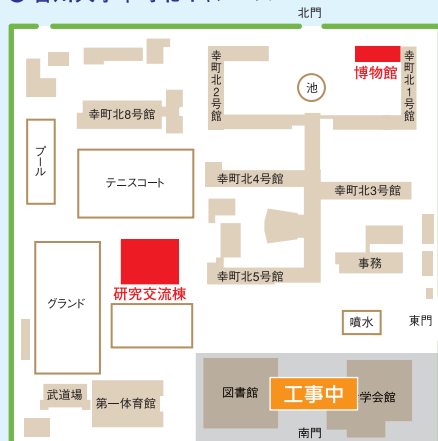 北門
幸町北2号館
池
博物館
幸町北1号館
幸町北8号館
プール
テニスコート
幸町北4号館
幸町北3号館
事務
幸町北5号館
研究交流棟
グランド
噴水
東門
武道場
第一体育館
図書館
工事中
学会館
南門